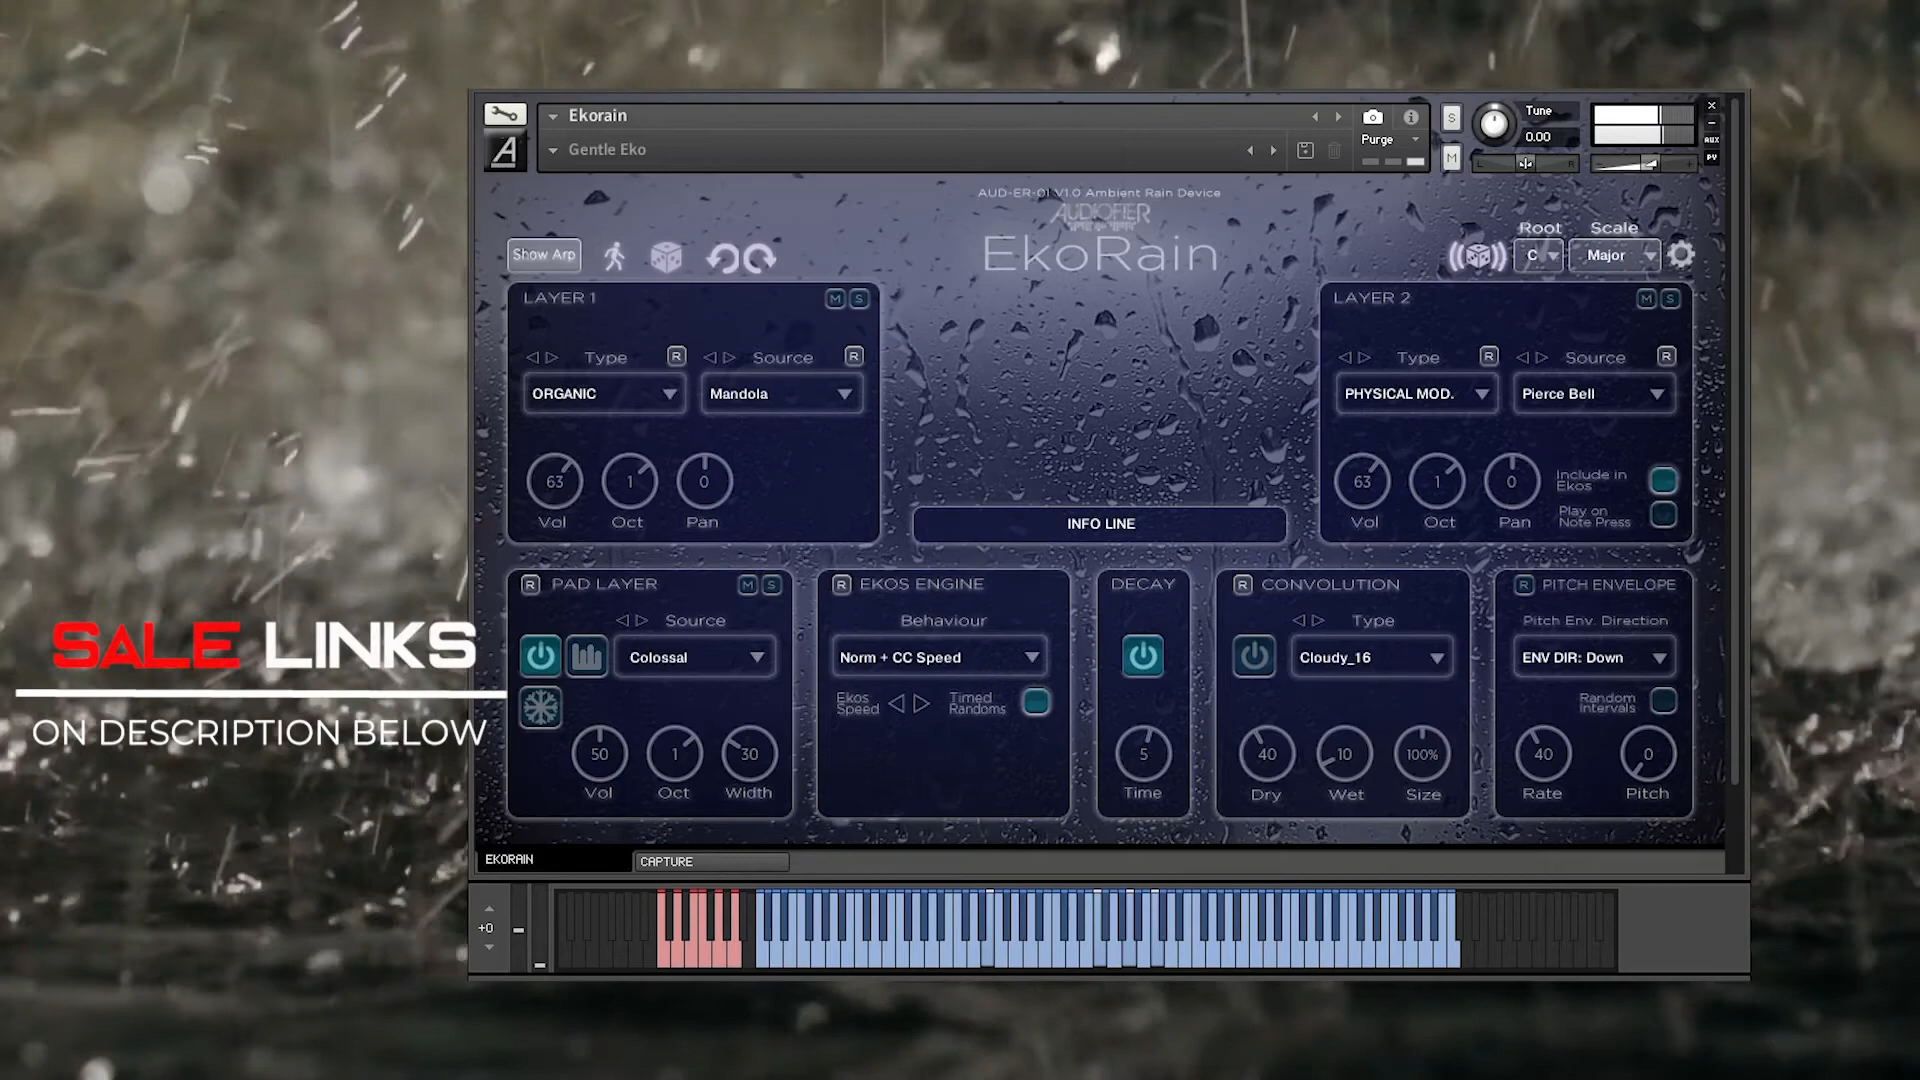 Ekorain
Gentle Eko
Purge
S
M
Tune
0.00
L
R
AUX
PV
AUD-ER-01 V1.0 Ambient Rain Device
AUDIOFIER
EkoRain
Show Arp
Root
Scale
C
Major
LAYER 1
M S
Type
R
Source
R
ORGANIC
Mandola
63
1
0
Vol
Oct
Pan
INFO LINE
LAYER 2
M S
Type
R
Source
R
PHYSICAL MOD.
Pierce Bell
63
1
0
Vol
Oct
Pan
Include in
Ekos
Play on
Note Press
R PAD LAYER
M S
Source
Colossal
50
1
30
Vol
Oct
Width
R EKOS ENGINE
Behaviour
Norm + CC Speed
Ekos
Speed
Timed
Randoms
DECAY
5
Time
R CONVOLUTION
Type
Cloudy_16
40
10
100%
Dry
Wet
Size
R PITCH ENVELOPE
Pitch Env. Direction
ENV DIR: Down
Random
Intervals
40
0
Rate
Pitch
SALE LINKS
ON DESCRIPTION BELOW
EKORAIN
CAPTURE
+0